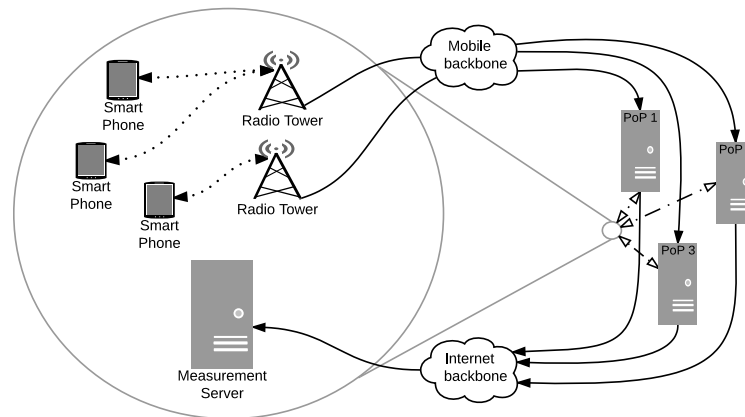 Mobile
backbone
Smart
Phone
Radio Tower
PoP 1
PoP
Smart
Phone
Smart
Phone
Radio Tower
PoP 3
Measurement
Server
Internet
backbone